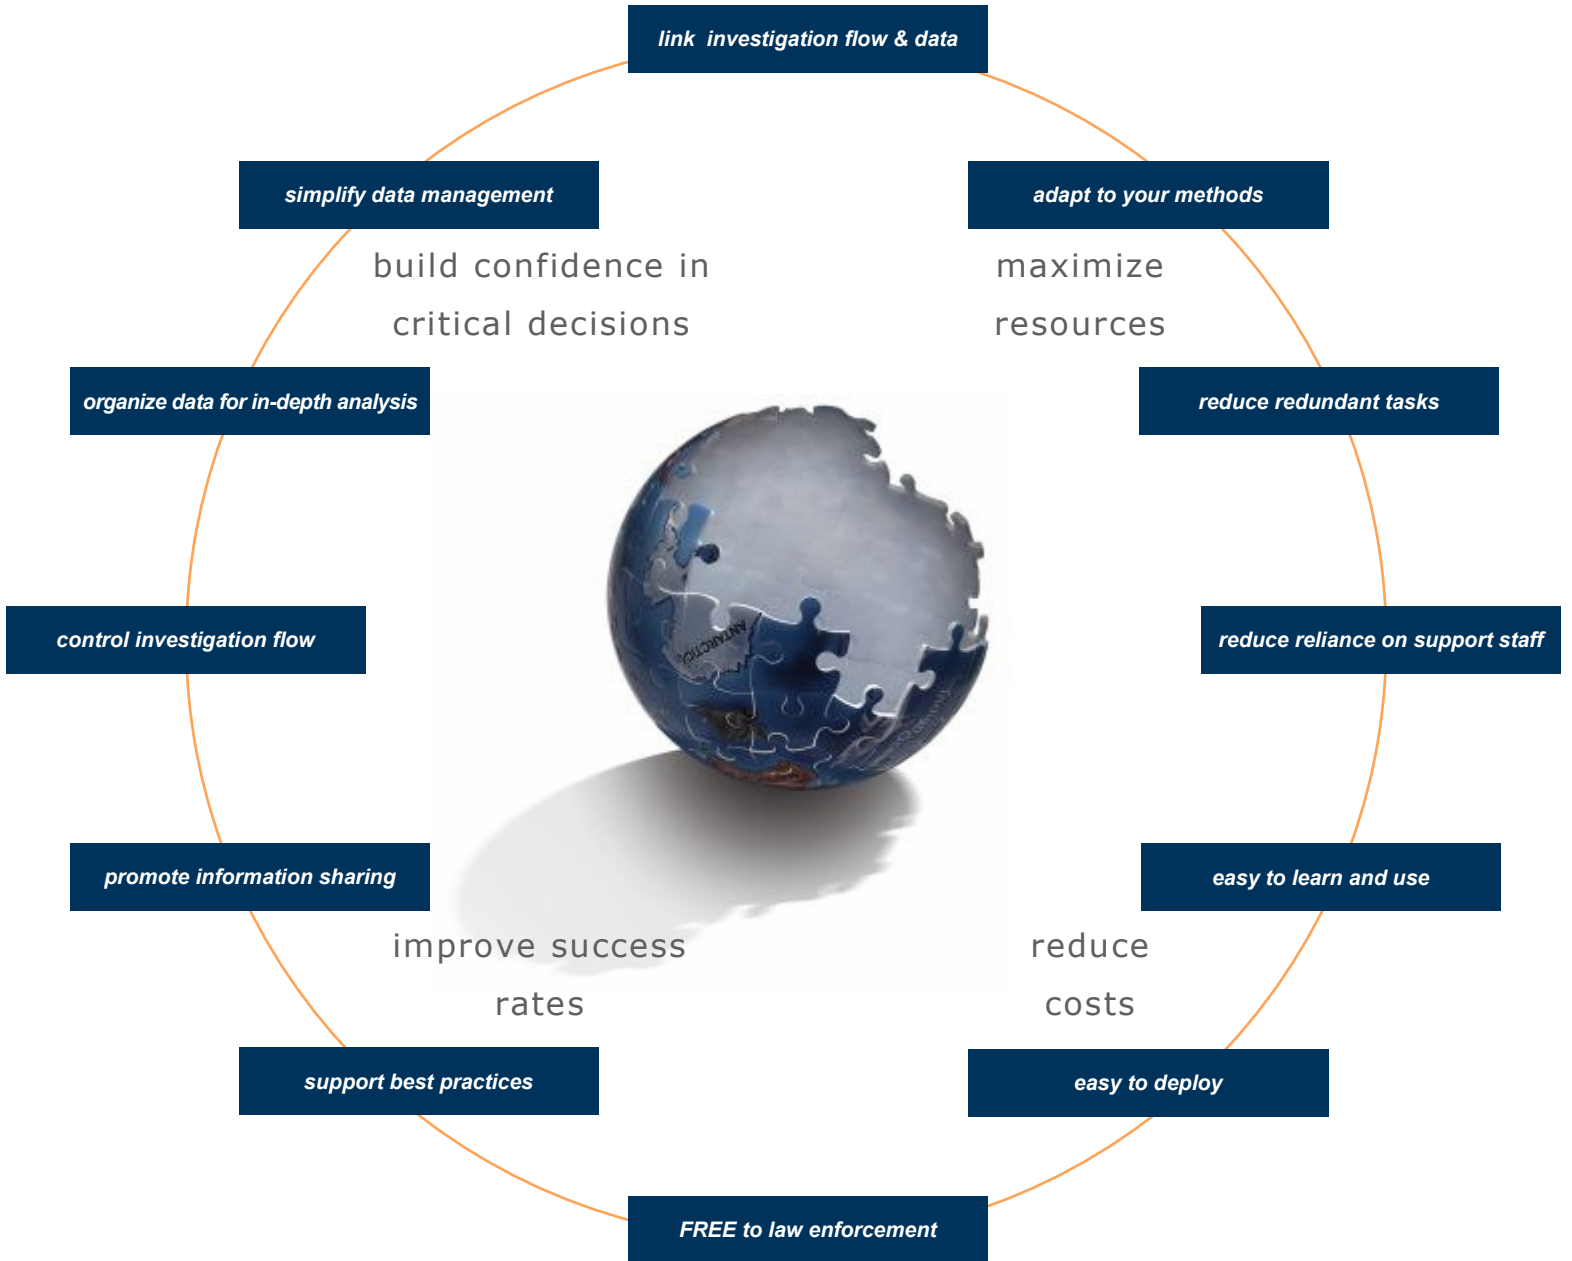 link investigation flow & data
simplify data management
adapt to your methods
build confidence in
critical decisions
maximize
resources
organize data for in-depth analysis
reduce redundant tasks
ANTARCTIC
control investigation flow
reduce reliance on support staff
promote information sharing
easy to learn and use
improve success
rates
reduce
costs
support best practices
easy to deploy
FREE to law enforcement